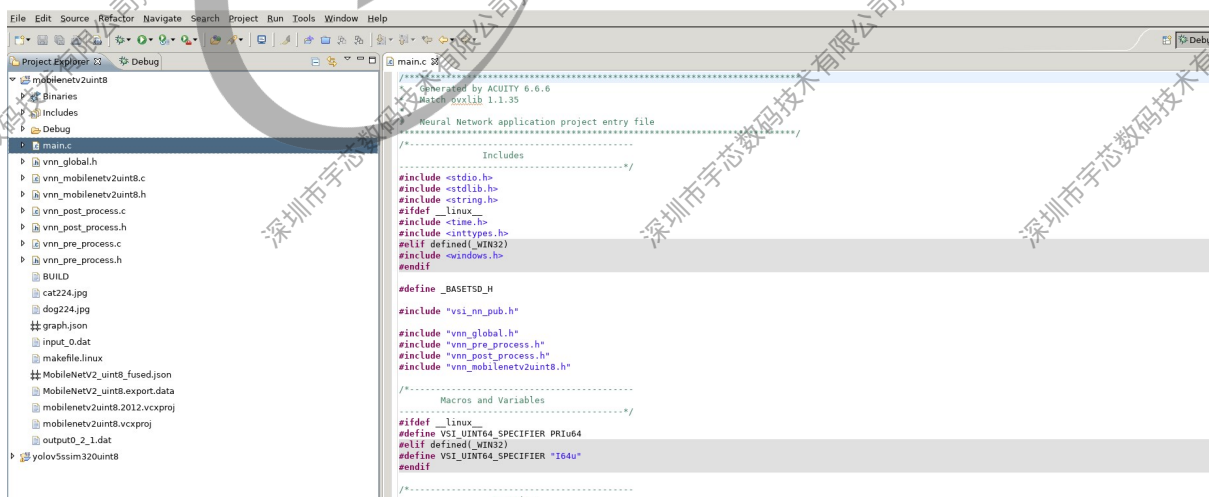 File Edit Source Refactor Navigate Search Project Run Tools Window Help
Debu
Project Explorer Debug
main.c
mobilenetv2uint8
Binaries
Includes
Debug
main.c
vnn_global.h
vnn_mobilenetv2uint8.c
vnn_mobilenetv2uint8.h
vnn_post_process.c
vnn_post_process.h
vnn_pre_process.c
vnn_pre_process.h
BUILD
cat224.jpg
dog224.jpg
graph.json
input_0.dat
makefile.linux
MobileNetV2_uint8_fused.json
MobileNetV2_uint8.export.data
mobilenetv2uint8.2012.vcxproj
mobilenetv2uint8.vcxproj
output0_2_1.dat
yolov5ssim320uint8
Generated by ACUITY 6.6.6
Match ovxlib 1.1.35
Neural Network application project entry file
Includes
#include <stdio.h>
#include <stdlib.h>
#include <string.h>
#ifdef __linux__
#include <time.h>
#include <inttypes.h>
#elif defined(_WIN32)
#include <windows.h>
#endif
#define _BASETSD_H
#include "vsi_nn_pub.h"
#include "vnn_global.h"
#include "vnn_pre_process.h"
#include "vnn_post_process.h"
#include "vnn_mobilenetv2uint8.h"
Macros and Variables
#ifdef __linux__
#define VSI_UINT64_SPECIFIER PRIu64
#elif defined(_WIN32)
#define VSI_UINT64_SPECIFIER "I64u"
#endif
深圳市宇芯数码技术有限公司
深圳市宇芯数码技术有限公司
深圳市宇芯数码技术有